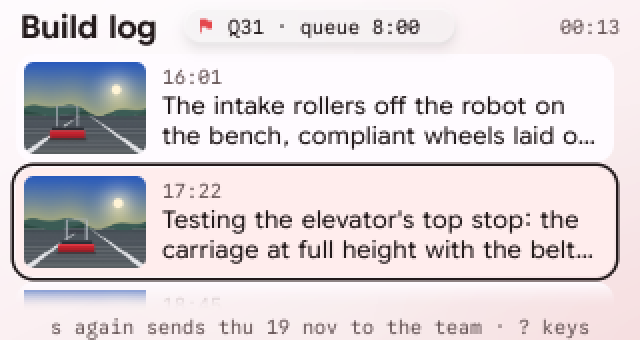 Build log
Q31 · queue 8:00
00:13
16:01
The intake rollers off the robot on
the bench, compliant wheels laid o…
17:22
Testing the elevator's top stop: the
carriage at full height with the belt…
18:45
s again sends thu 19 nov to the team · ? keys